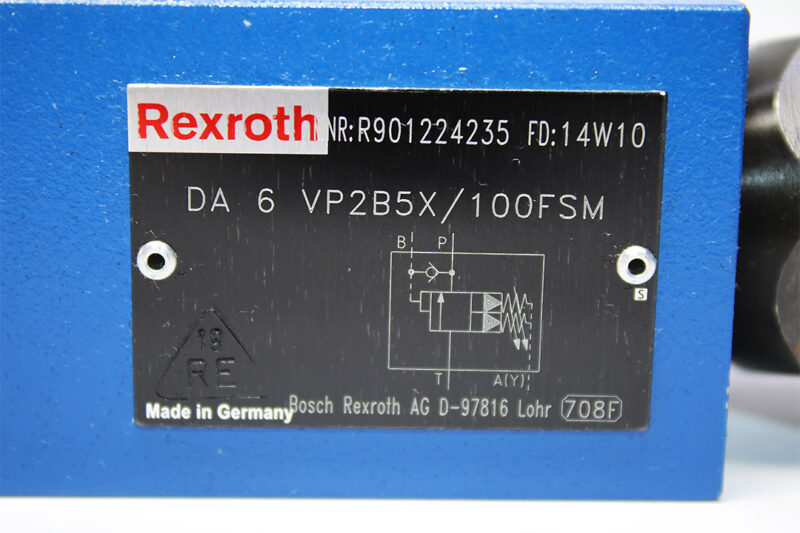 Rexroth NR:R901224235 FD:14W10
DA 6 VP2B5X/100FSM
B P
S
19
RE
T A(Y)
Made in Germany Bosch Rexroth AG D-97816 Lohr 708F